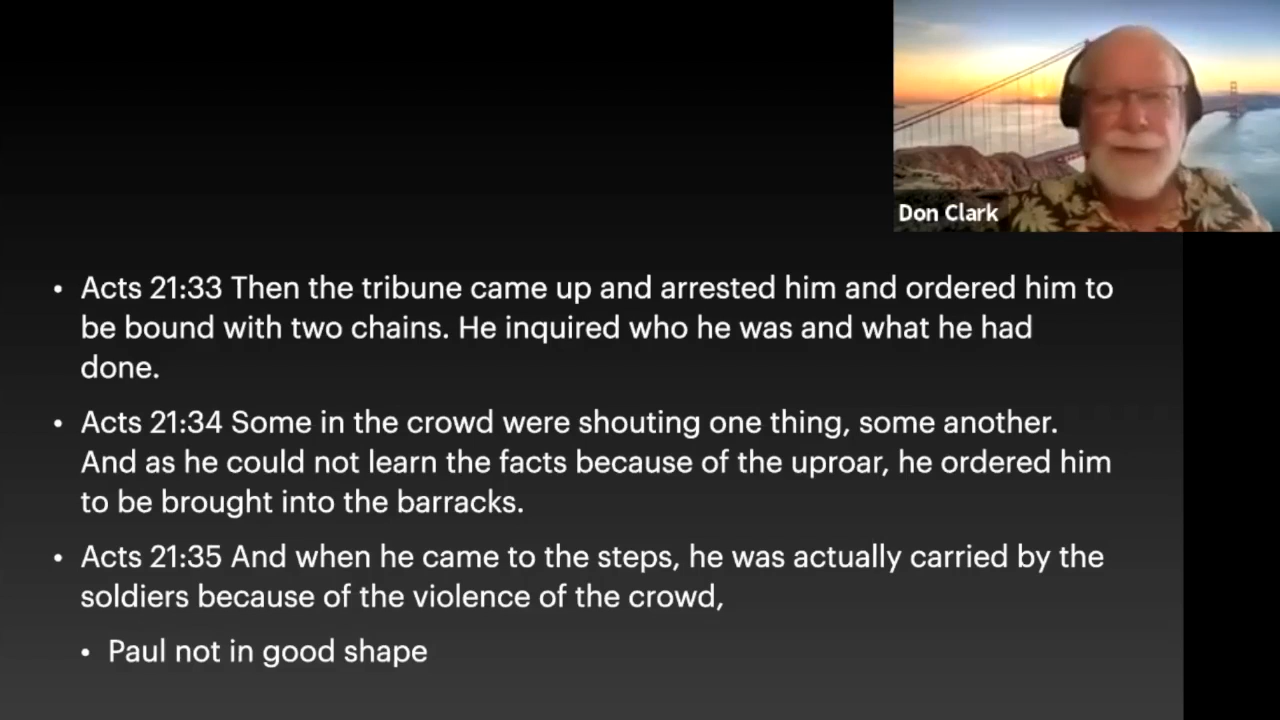 Don Clark
• Acts 21:33 Then the tribune came up and arrested him and ordered him to
be bound with two chains. He inquired who he was and what he had
done.
• Acts 21:34 Some in the crowd were shouting one thing, some another.
And as he could not learn the facts because of the uproar, he ordered him
to be brought into the barracks.
• Acts 21:35 And when he came to the steps, he was actually carried by the
soldiers because of the violence of the crowd,
• Paul not in good shape